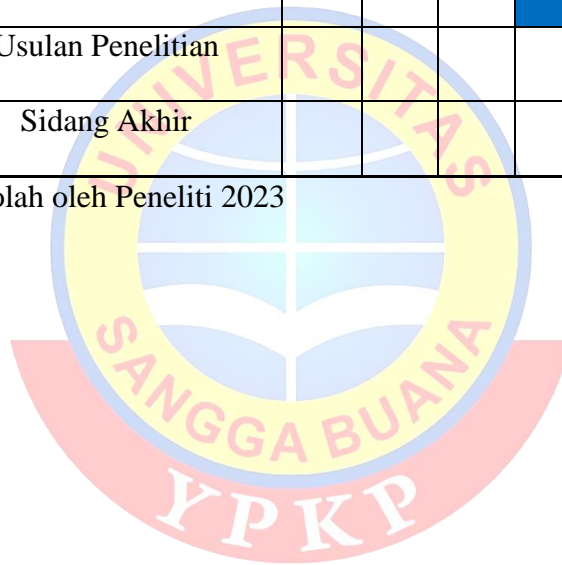 Usulan Penelitian
Sidang Akhir
olah oleh Peneliti 2023
UNIVERSITAS
SANGGA BUANA
YPKP